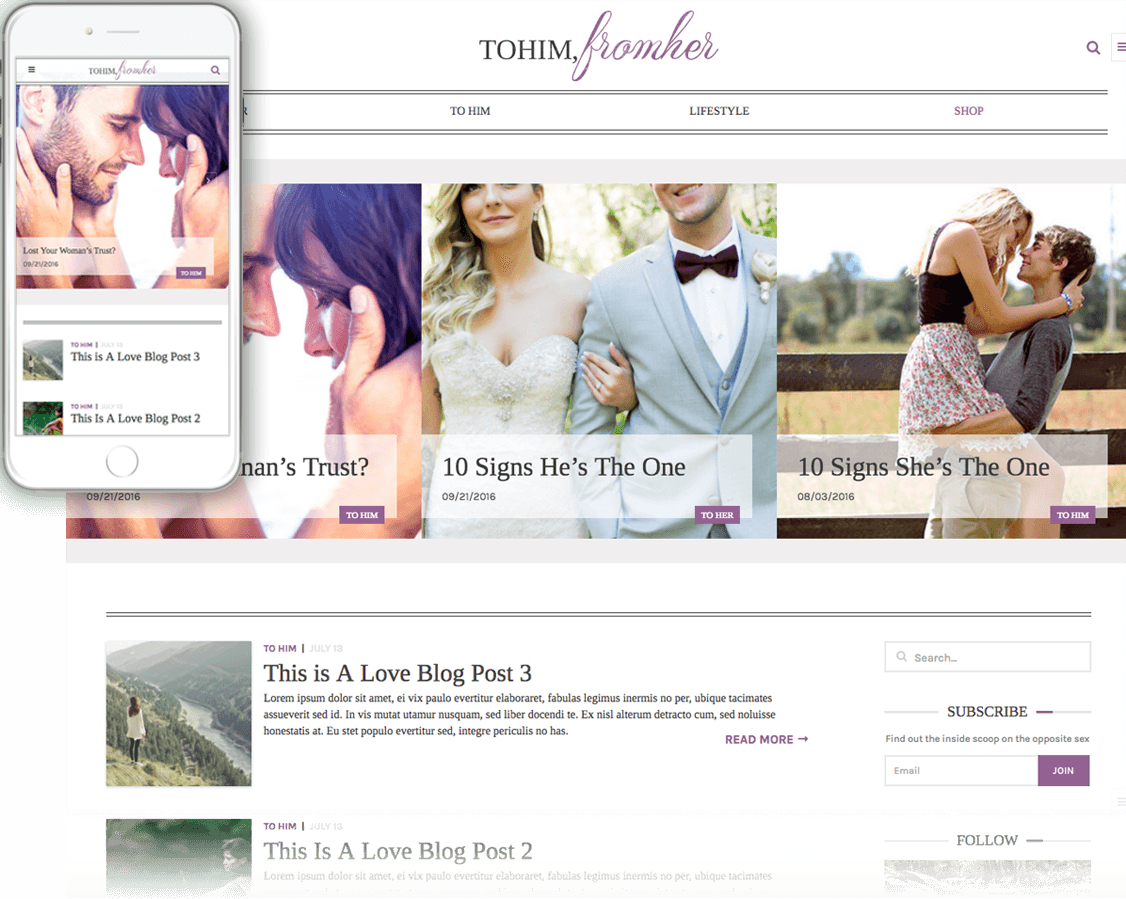 TOHIM, fromher
TO HIM
LIFESTYLE
SHOP
TOHIM, fromher
Lost Your Woman's Trust?
09/21/2016
TO HIM
TO HIM | JULY 13
This is A Love Blog Post 3
TO HIM | JULY 13
This Is A Love Blog Post 2
man's Trust?
09/21/2016
TO HIM
10 Signs He's The One
09/21/2016
TO HER
10 Signs She's The One
08/03/2016
TO HIM
TO HIM | JULY 13
This is A Love Blog Post 3
Lorem ipsum dolor sit amet, ei vix paulo evertitur elaboraret, fabulas legimus inermis no per, ubique tacimates
assueverit sed id. In vis mutat utamur nusquam, sed liber docendi te. Ex nisl alterum detracto cum, sed noluisse
honestatis at. Eu stet populo evertitur sed, integre periculis no has.
READ MORE →
TO HIM | JULY 13
This Is A Love Blog Post 2
Lorem ipsum dolor sit amet, ei vix paulo evertitur elaboraret, fabulas legimus inermis no per, ubique tacimates
Search...
SUBSCRIBE
Find out the inside scoop on the opposite sex
Email
JOIN
FOLLOW